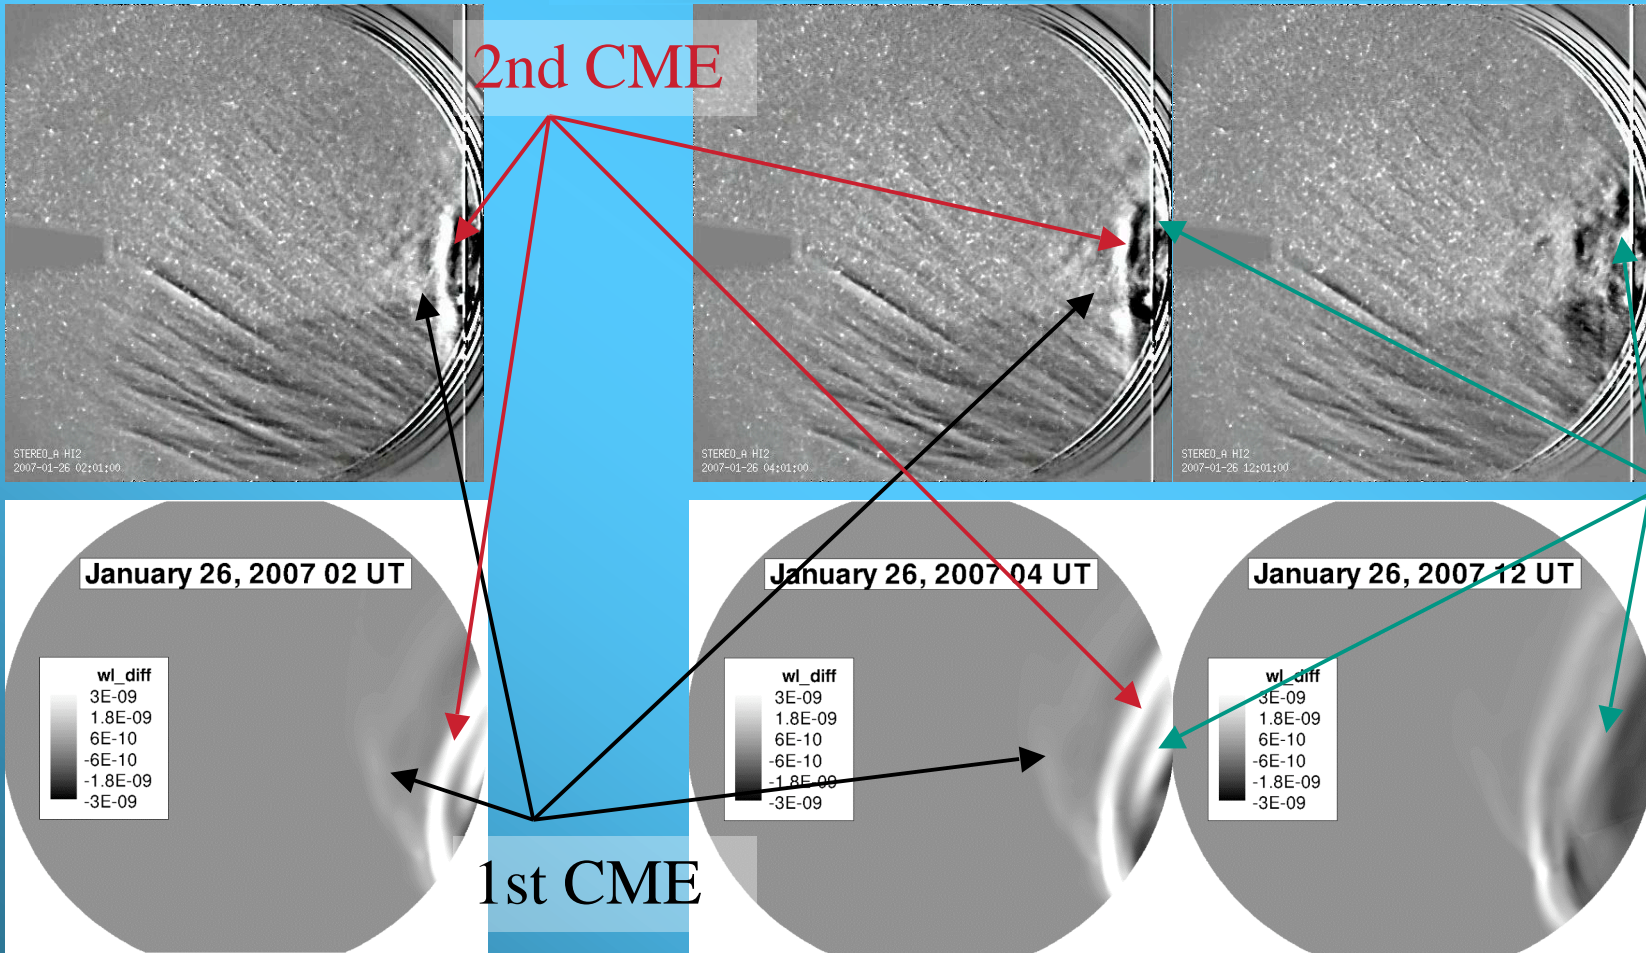 2nd CME
STEREO_A HI2
2007-01-26 02:01:00
STEREO_A HI2
2007-01-26 04:01:00
STEREO_A HI2
2007-01-26 12:01:00
January 26, 2007 02 UT
wl_diff
3E-09
1.8E-09
6E-10
-6E-10
-1.8E-09
-3E-09
January 26, 2007 04 UT
wl_diff
3E-09
1.8E-09
6E-10
-6E-10
-1.8E-09
-3E-09
January 26, 2007 12 UT
wl_diff
3E-09
1.8E-09
6E-10
-6E-10
-1.8E-09
-3E-09
1st CME